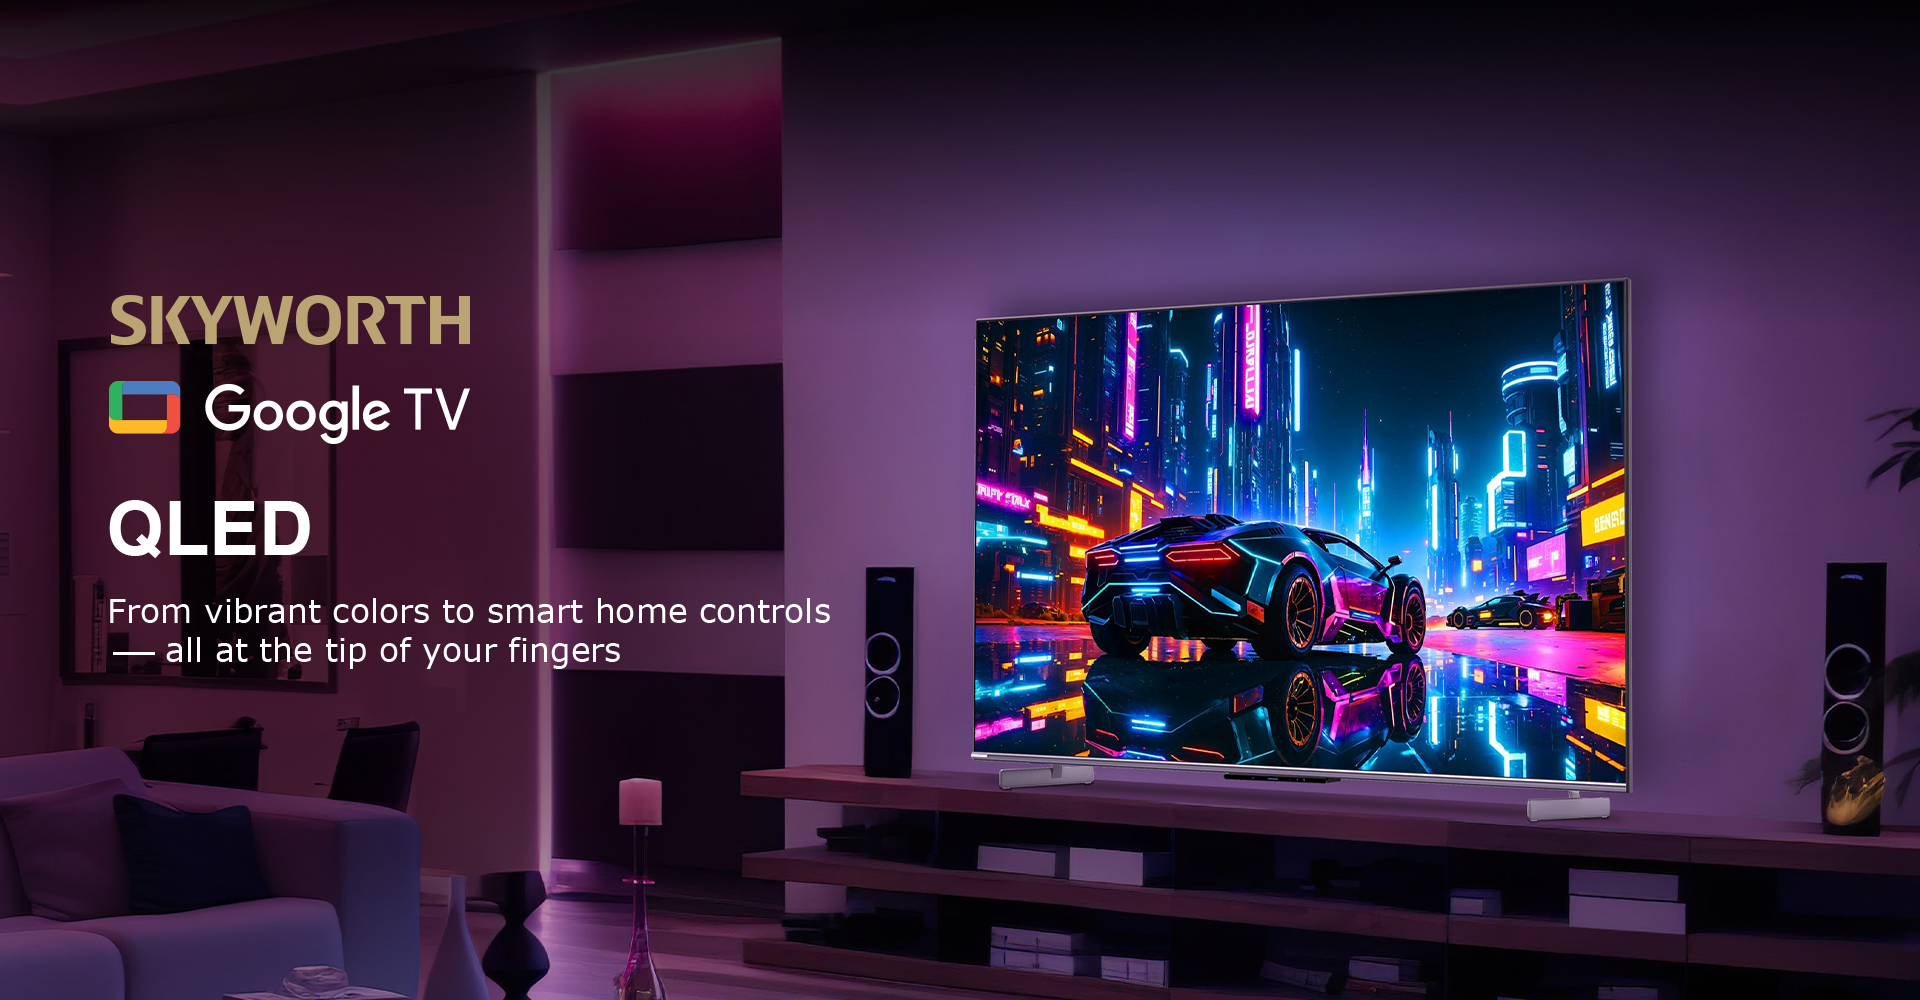 SKYWORTH
Google TV
QLED
From vibrant colors to smart home controls
— all at the tip of your fingers